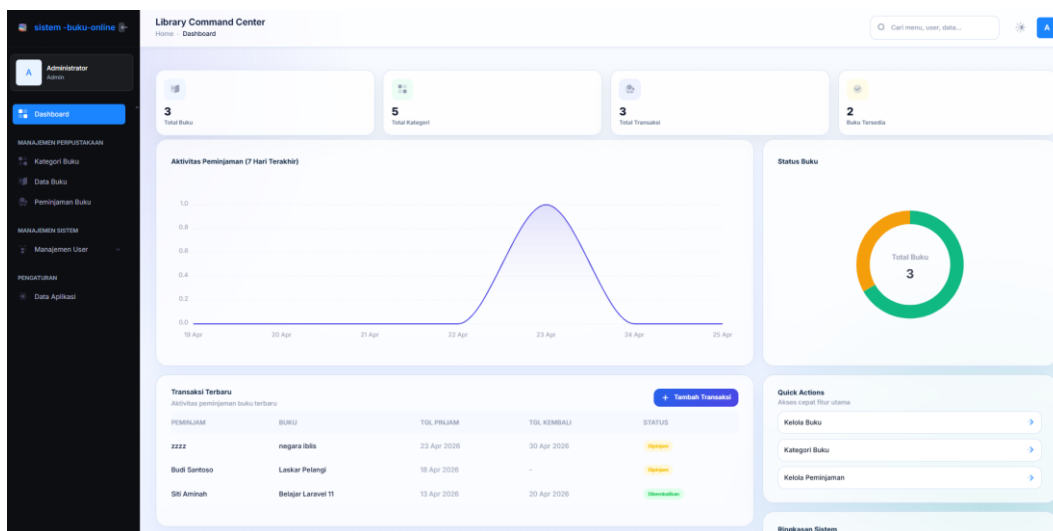 sistem -buku-online
Library Command Center
Home - Dashboard
Cari menu, user, data...
A
A
Administrator
Admin
Dashboard
MANAJEMEN PERPUSTAKAAN
Kategori Buku
Data Buku
Peminjaman Buku
MANAJEMEN SISTEM
Manajemen User
PENGATURAN
Data Aplikasi
3
Total Buku
5
Total Kategori
3
Total Transaksi
2
Buku Tersedia
Aktivitas Peminjaman (7 Hari Terakhir)
1.0
0.8
0.6
0.4
0.2
0.0
19 Apr 20 Apr 21 Apr 22 Apr 23 Apr 24 Apr 25 Apr
Status Buku
Total Buku
3
Transaksi Terbaru
Aktivitas peminjaman buku terbaru
+ Tambah Transaksi
PEMINJAM BUKU TGL PINJAM TGL KEMBALI STATUS
zzzz negara iblis 23 Apr 2026 30 Apr 2026 Dipinjam
Budi Santoso Laskar Pelangi 18 Apr 2026 - Dipinjam
Siti Aminah Belajar Laravel 11 13 Apr 2026 20 Apr 2026 Dikembalikan
Quick Actions
Akses cepat fitur utama
Kelola Buku
Kategori Buku
Kelola Peminjaman
Ringkasan Sistem